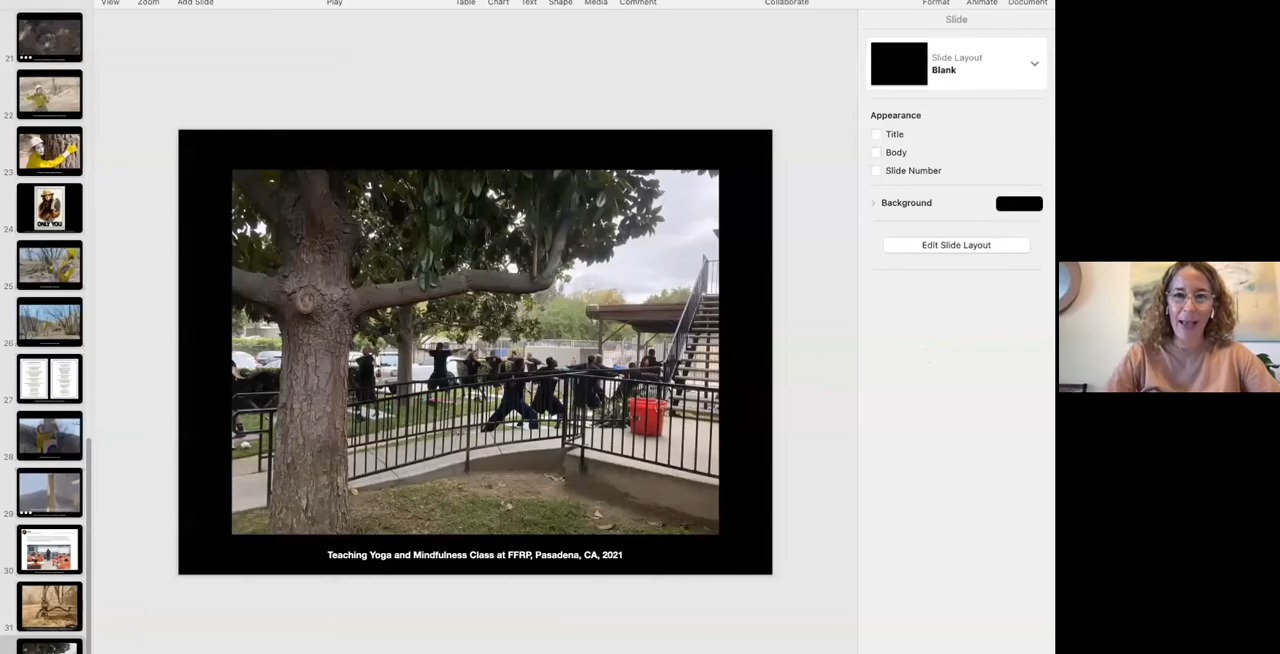 View Zoom Add Slide Play Table Chart Text Shape Media Comment Collaborate Format Animate Document
Slide
Slide Layout
Blank
Appearance
Title
Body
Slide Number
Background
Edit Slide Layout
21
22
23
24
ONLY YOU
25
26
27
28
29
30
31
Teaching Yoga and Mindfulness Class at FFRP, Pasadena, CA, 2021